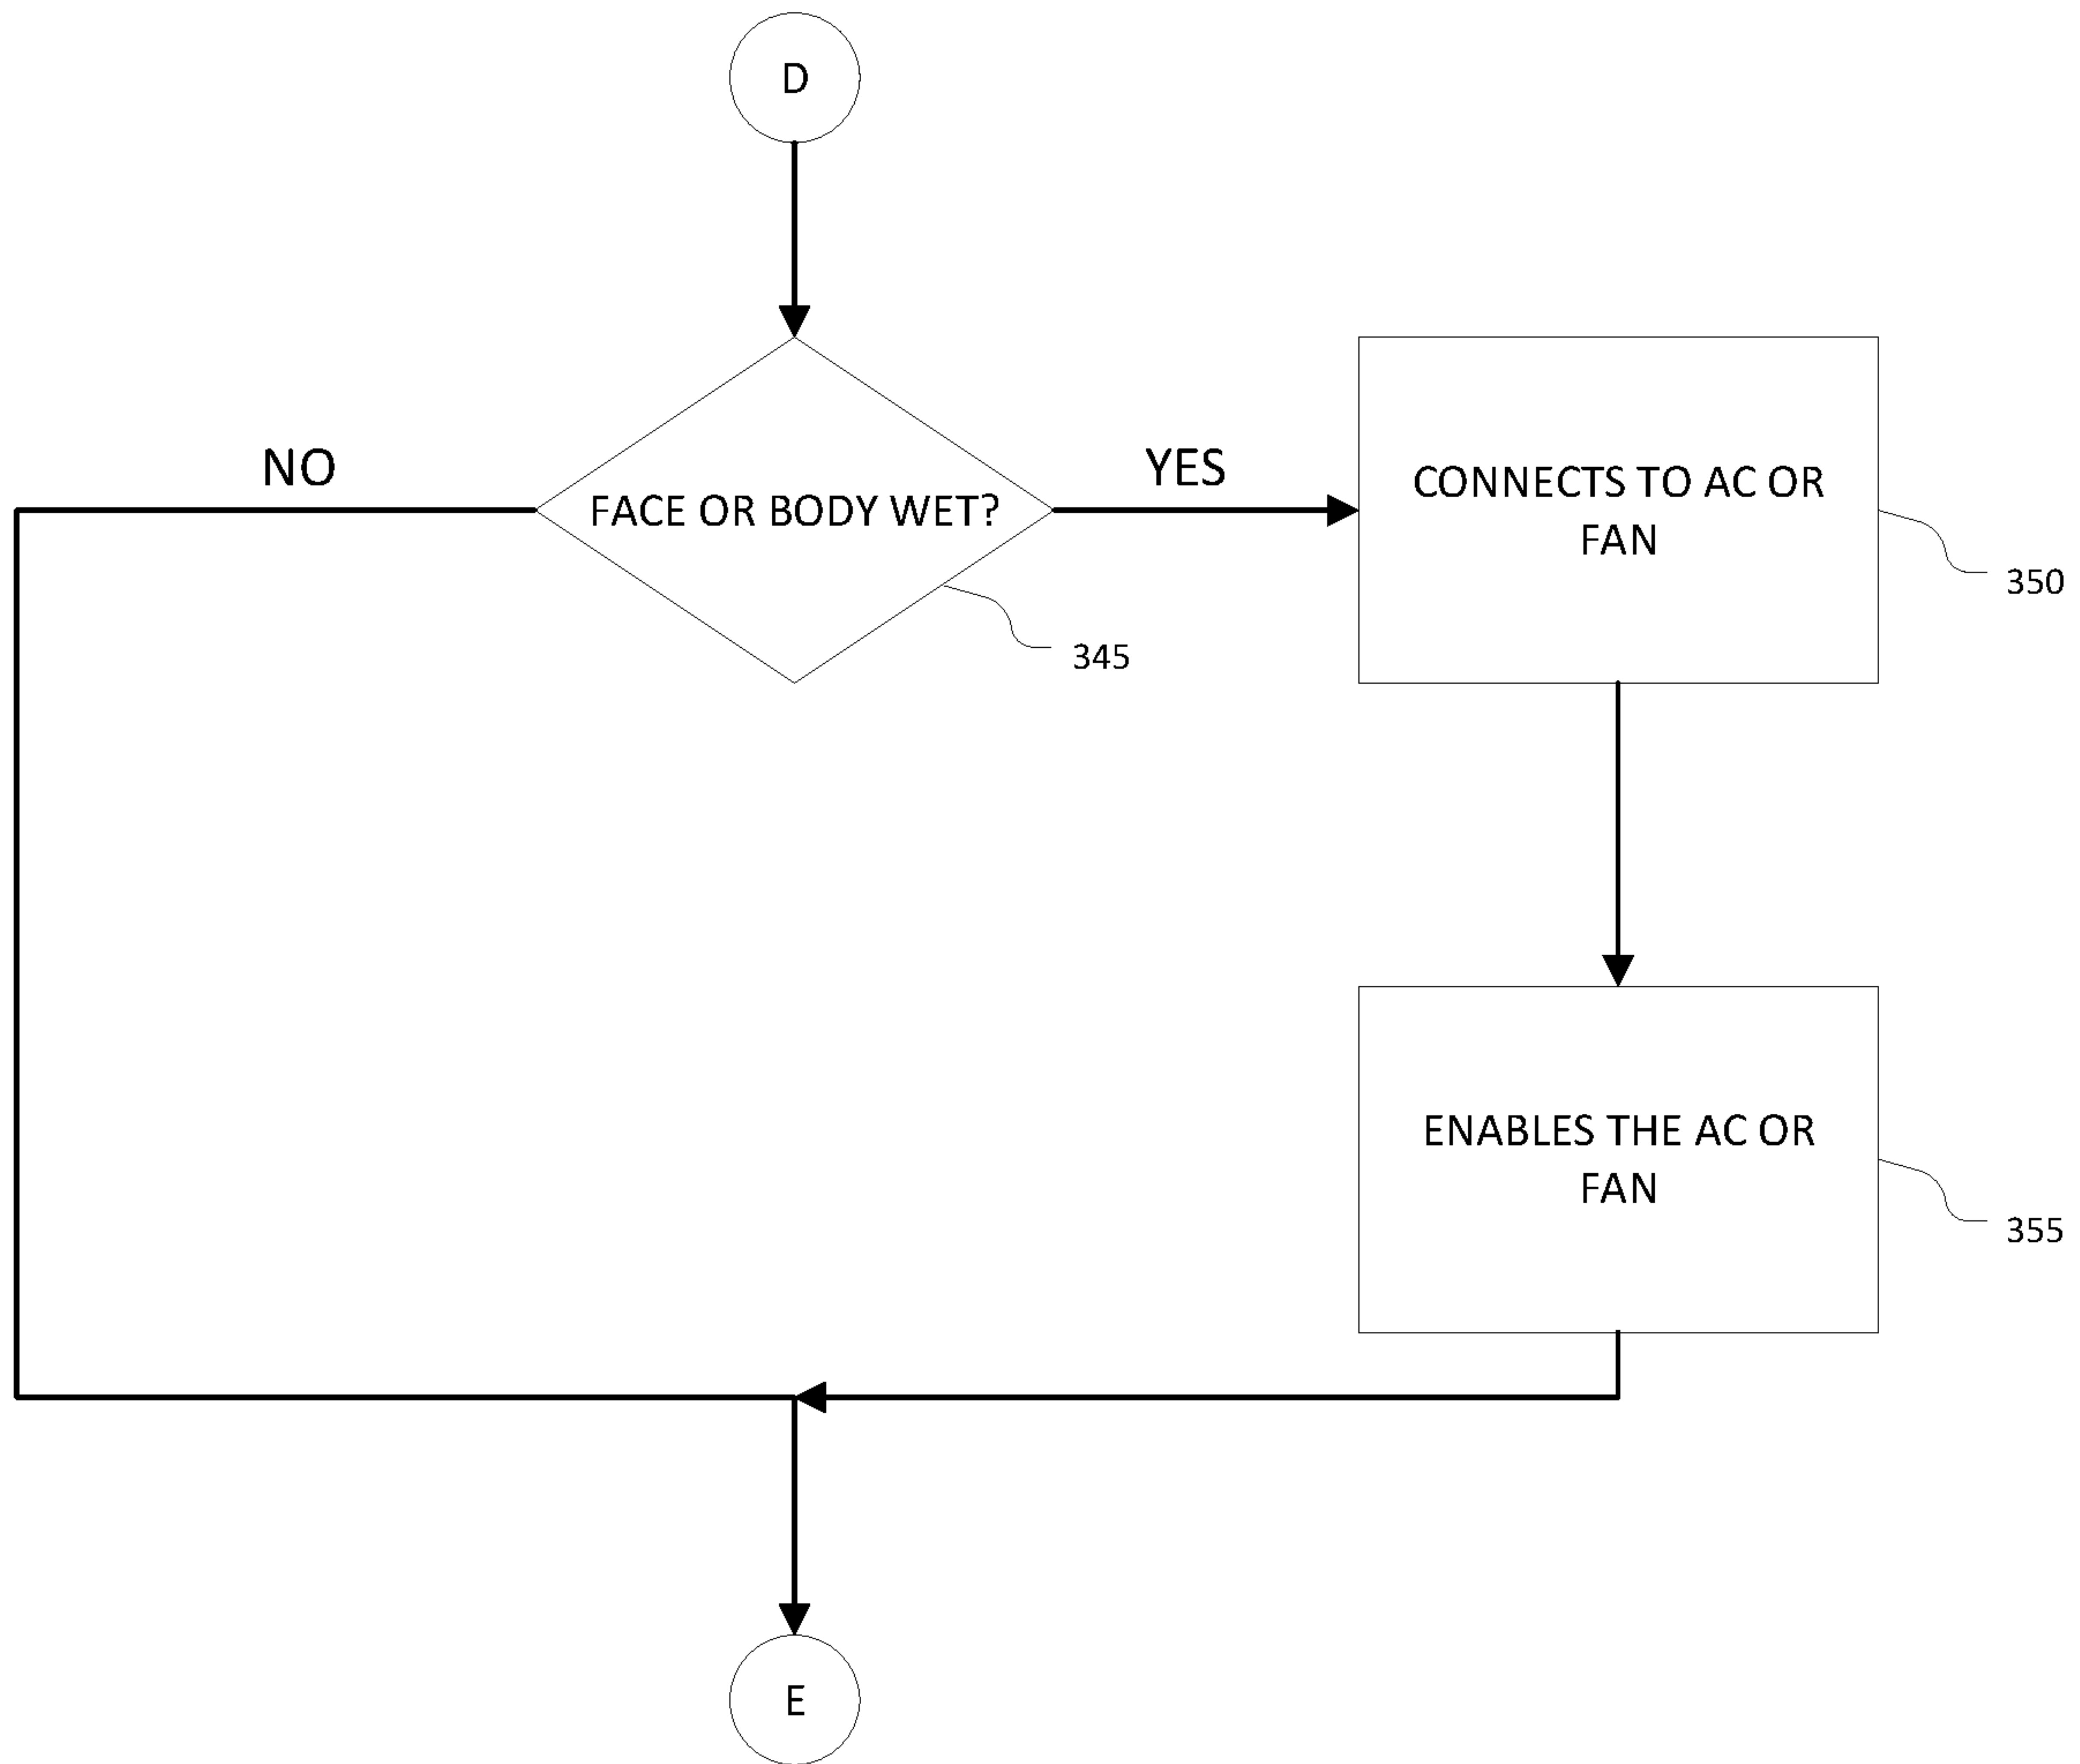 D
NO
YES
FACE OR BODY WET?
345
CONNECTS TO AC OR
FAN
350
ENABLES THE AC OR
FAN
355
E